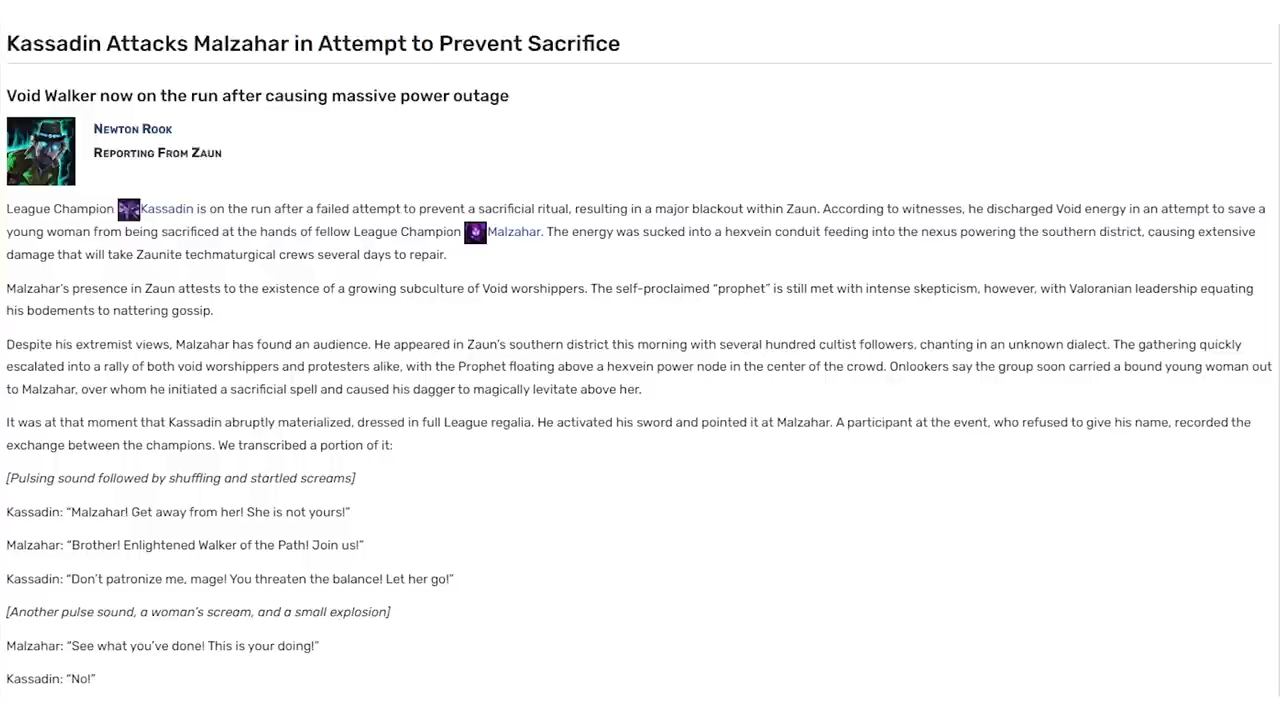 Kassadin Attacks Malzahar in Attempt to Prevent Sacrifice
Void Walker now on the run after causing massive power outage
Newton Rook
Reporting From Zaun
League Champion Kassadin is on the run after a failed attempt to prevent a sacrificial ritual, resulting in a major blackout within Zaun. According to witnesses, he discharged Void energy in an attempt to save a
young woman from being sacrificed at the hands of fellow League Champion Malzahar. The energy was sucked into a hexvein conduit feeding into the nexus powering the southern district, causing extensive
damage that will take Zaunite techmaturgical crews several days to repair.
Malzahar's presence in Zaun attests to the existence of a growing subculture of Void worshippers. The self-proclaimed "prophet" is still met with intense skepticism, however, with Valoranian leadership equating
his bodements to nattering gossip.
Despite his extremist views, Malzahar has found an audience. He appeared in Zaun's southern district this morning with several hundred cultist followers, chanting in an unknown dialect. The gathering quickly
escalated into a rally of both void worshippers and protesters alike, with the Prophet floating above a hexvein power node in the center of the crowd. Onlookers say the group soon carried a bound young woman out
to Malzahar, over whom he initiated a sacrificial spell and caused his dagger to magically levitate above her.
It was at that moment that Kassadin abruptly materialized, dressed in full League regalia. He activated his sword and pointed it at Malzahar. A participant at the event, who refused to give his name, recorded the
exchange between the champions. We transcribed a portion of it:
[Pulsing sound followed by shuffling and startled screams]
Kassadin: "Malzahar! Get away from her! She is not yours!"
Malzahar: "Brother! Enlightened Walker of the Path! Join us!"
Kassadin: "Don't patronize me, mage! You threaten the balance! Let her go!"
[Another pulse sound, a woman's scream, and a small explosion]
Malzahar: "See what you've done! This is your doing!"
Kassadin: "No!"